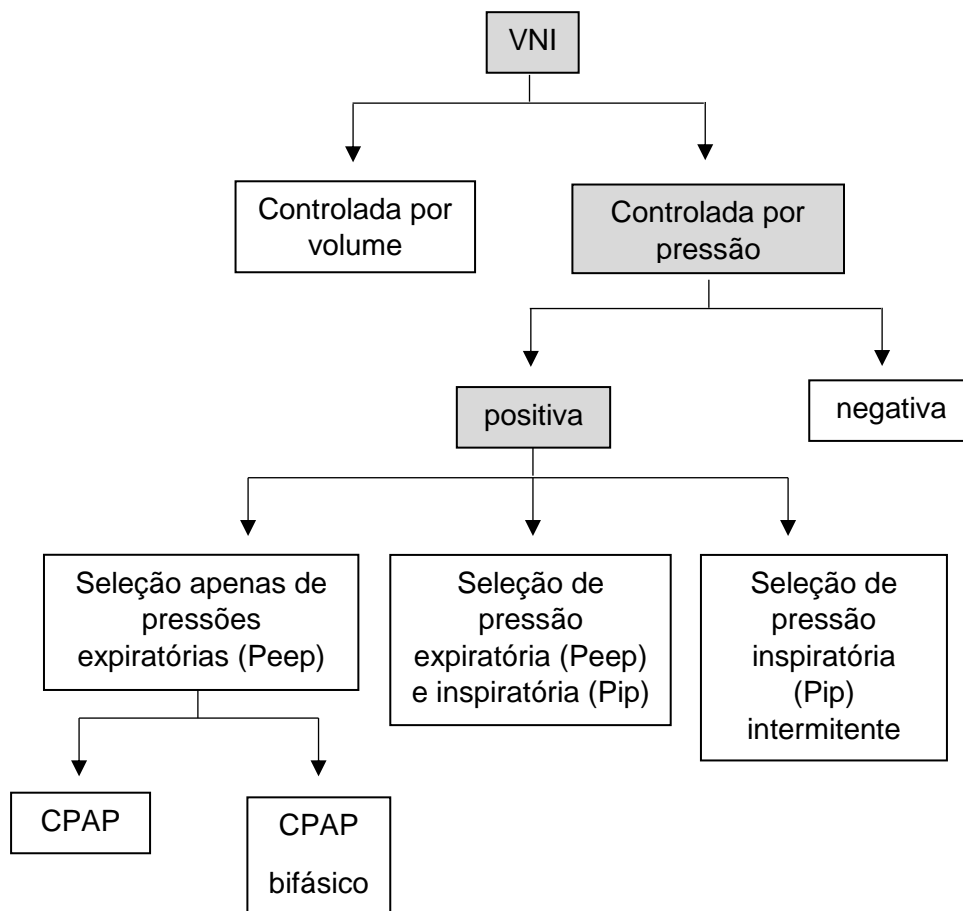 VNI
Controlada por
volume
Controlada por
pressão
positiva
negativa
Seleção apenas de
pressões
expiratórias (Peep)
Seleção de
pressão
expiratória (Peep)
e inspiratória (Pip)
Seleção de
pressão
inspiratória
(Pip)
intermitente
CPAP
CPAP
bifásico